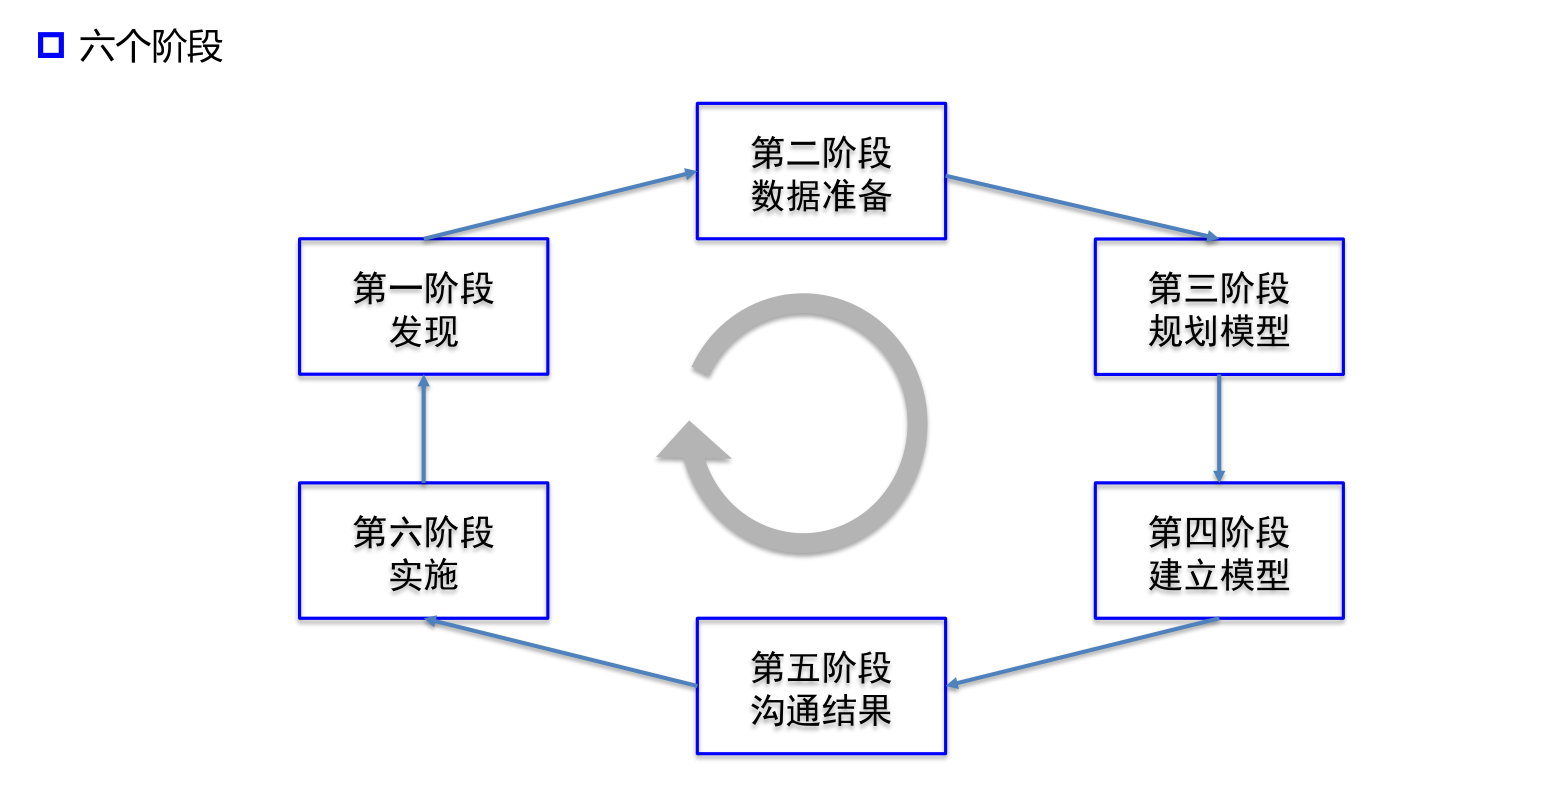 六个阶段
第一阶段
发现
第二阶段
数据准备
第三阶段
规划模型
第四阶段
建立模型
第五阶段
沟通结果
第六阶段
实施